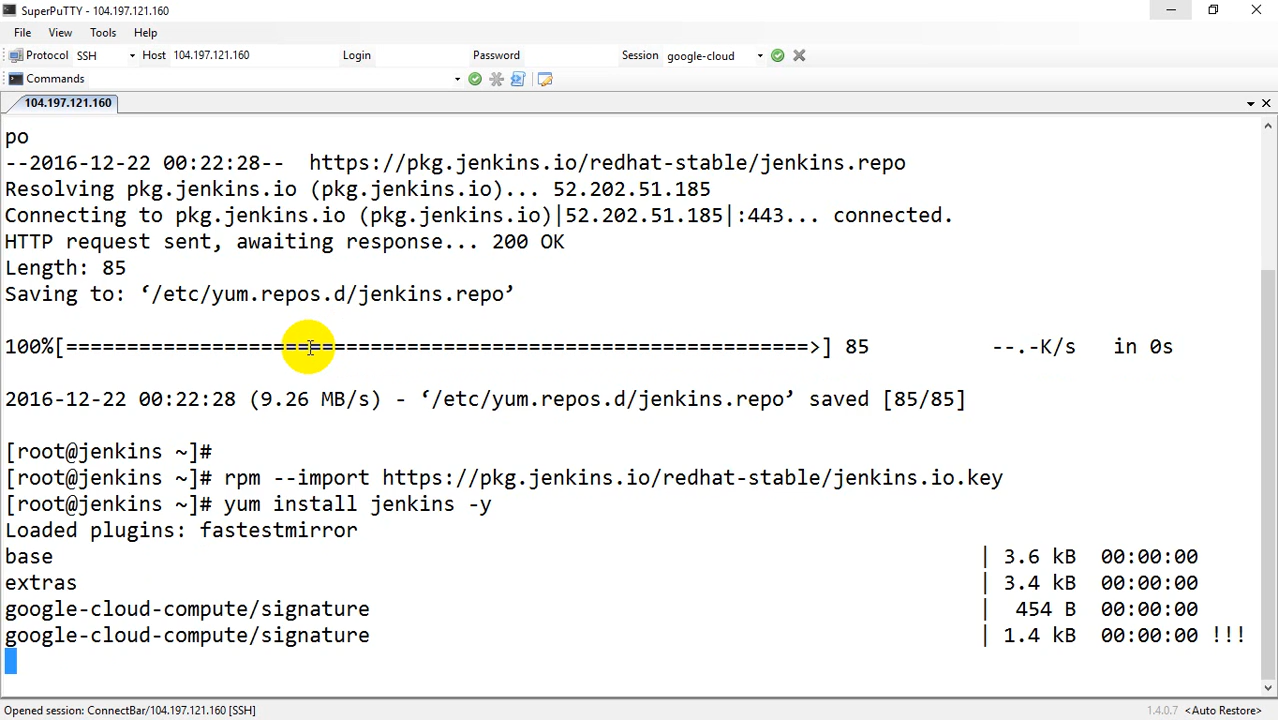 SuperPuTTY - 104.197.121.160
File View Tools Help
Protocol SSH Host 104.197.121.160 Login Password Session google-cloud
Commands
104.197.121.160
po
--2016-12-22 00:22:28-- https://pkg.jenkins.io/redhat-stable/jenkins.repo
Resolving pkg.jenkins.io (pkg.jenkins.io)... 52.202.51.185
Connecting to pkg.jenkins.io (pkg.jenkins.io)|52.202.51.185|:443... connected.
HTTP request sent, awaiting response... 200 OK
Length: 85
Saving to: ‘/etc/yum.repos.d/jenkins.repo’
100%[=============================================================>] 85 --.-K/s in 0s
2016-12-22 00:22:28 (9.26 MB/s) - ‘/etc/yum.repos.d/jenkins.repo’ saved [85/85]
[root@jenkins ~]#
[root@jenkins ~]# rpm --import https://pkg.jenkins.io/redhat-stable/jenkins.io.key
[root@jenkins ~]# yum install jenkins -y
Loaded plugins: fastestmirror
base | 3.6 kB 00:00:00
extras | 3.4 kB 00:00:00
google-cloud-compute/signature | 454 B 00:00:00
google-cloud-compute/signature | 1.4 kB 00:00:00 !!!
Opened session: ConnectBar/104.197.121.160 [SSH] 1.4.0.7 <Auto Restore>